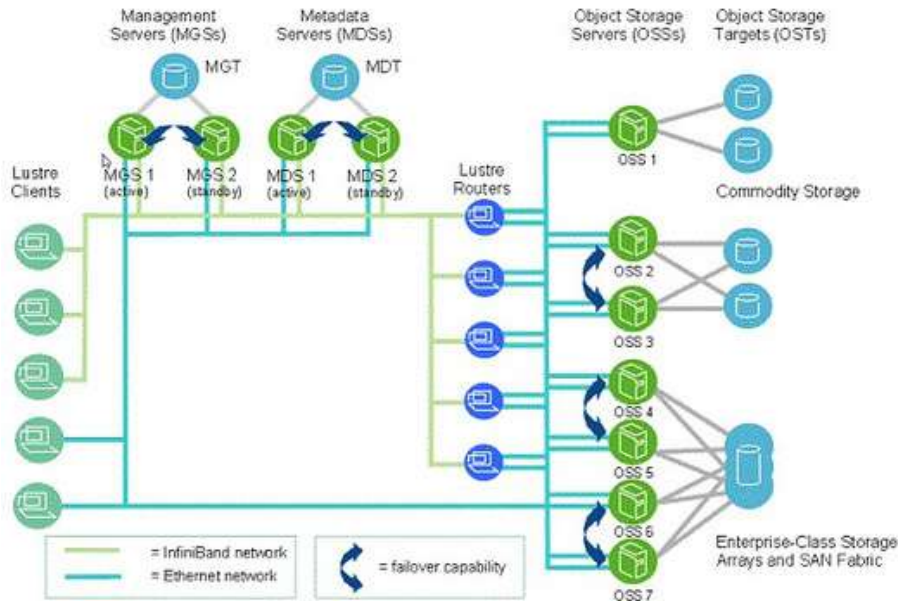 Management
Servers (MGSs)
Metadata
Servers (MDSs)
Object Storage
Servers (OSSs)
Object Storage
Targets (OSTs)
MGT
MDT
MGS 1
(active)
MGS 2
(standby)
MDS 1
(active)
MDS 2
(standby)
Lustre
Clients
Lustre
Routers
OSS 1
Commodity Storage
OSS 2
OSS 3
OSS 4
OSS 5
OSS 6
OSS 7
Enterprise-Class Storage
Arrays and SAN Fabric
= InfiniBand network
= Ethernet network
= failover capability